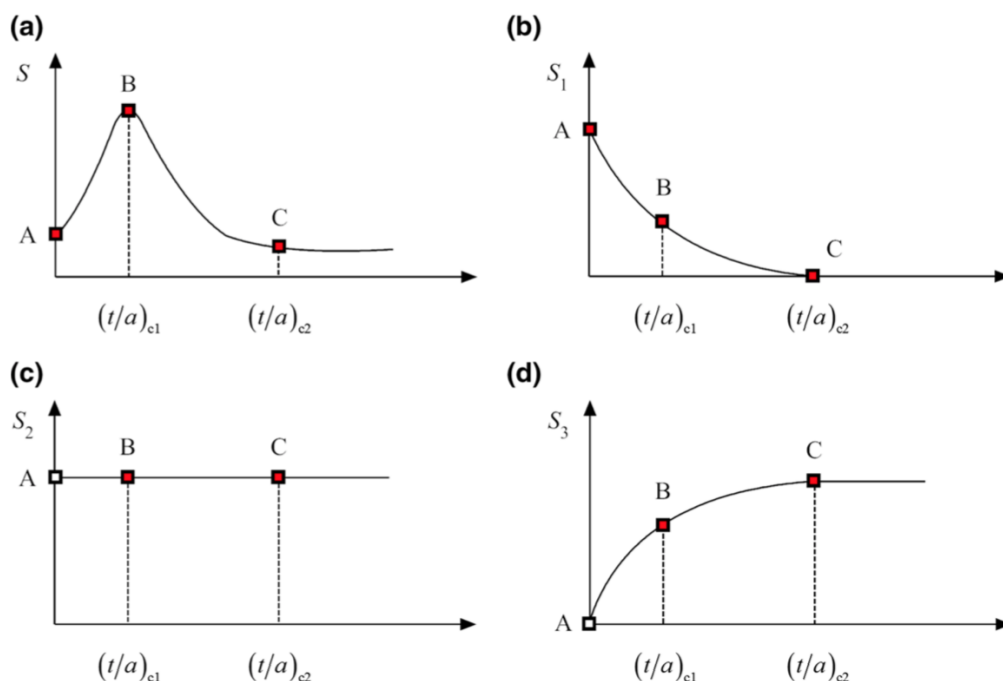 (a)
S
A
B
C
(t/a)c1
(t/a)c2
(b)
S1
A
B
C
(t/a)c1
(t/a)c2
(c)
S2
A
B
C
(t/a)c1
(t/a)c2
(d)
S3
A
B
C
(t/a)c1
(t/a)c2